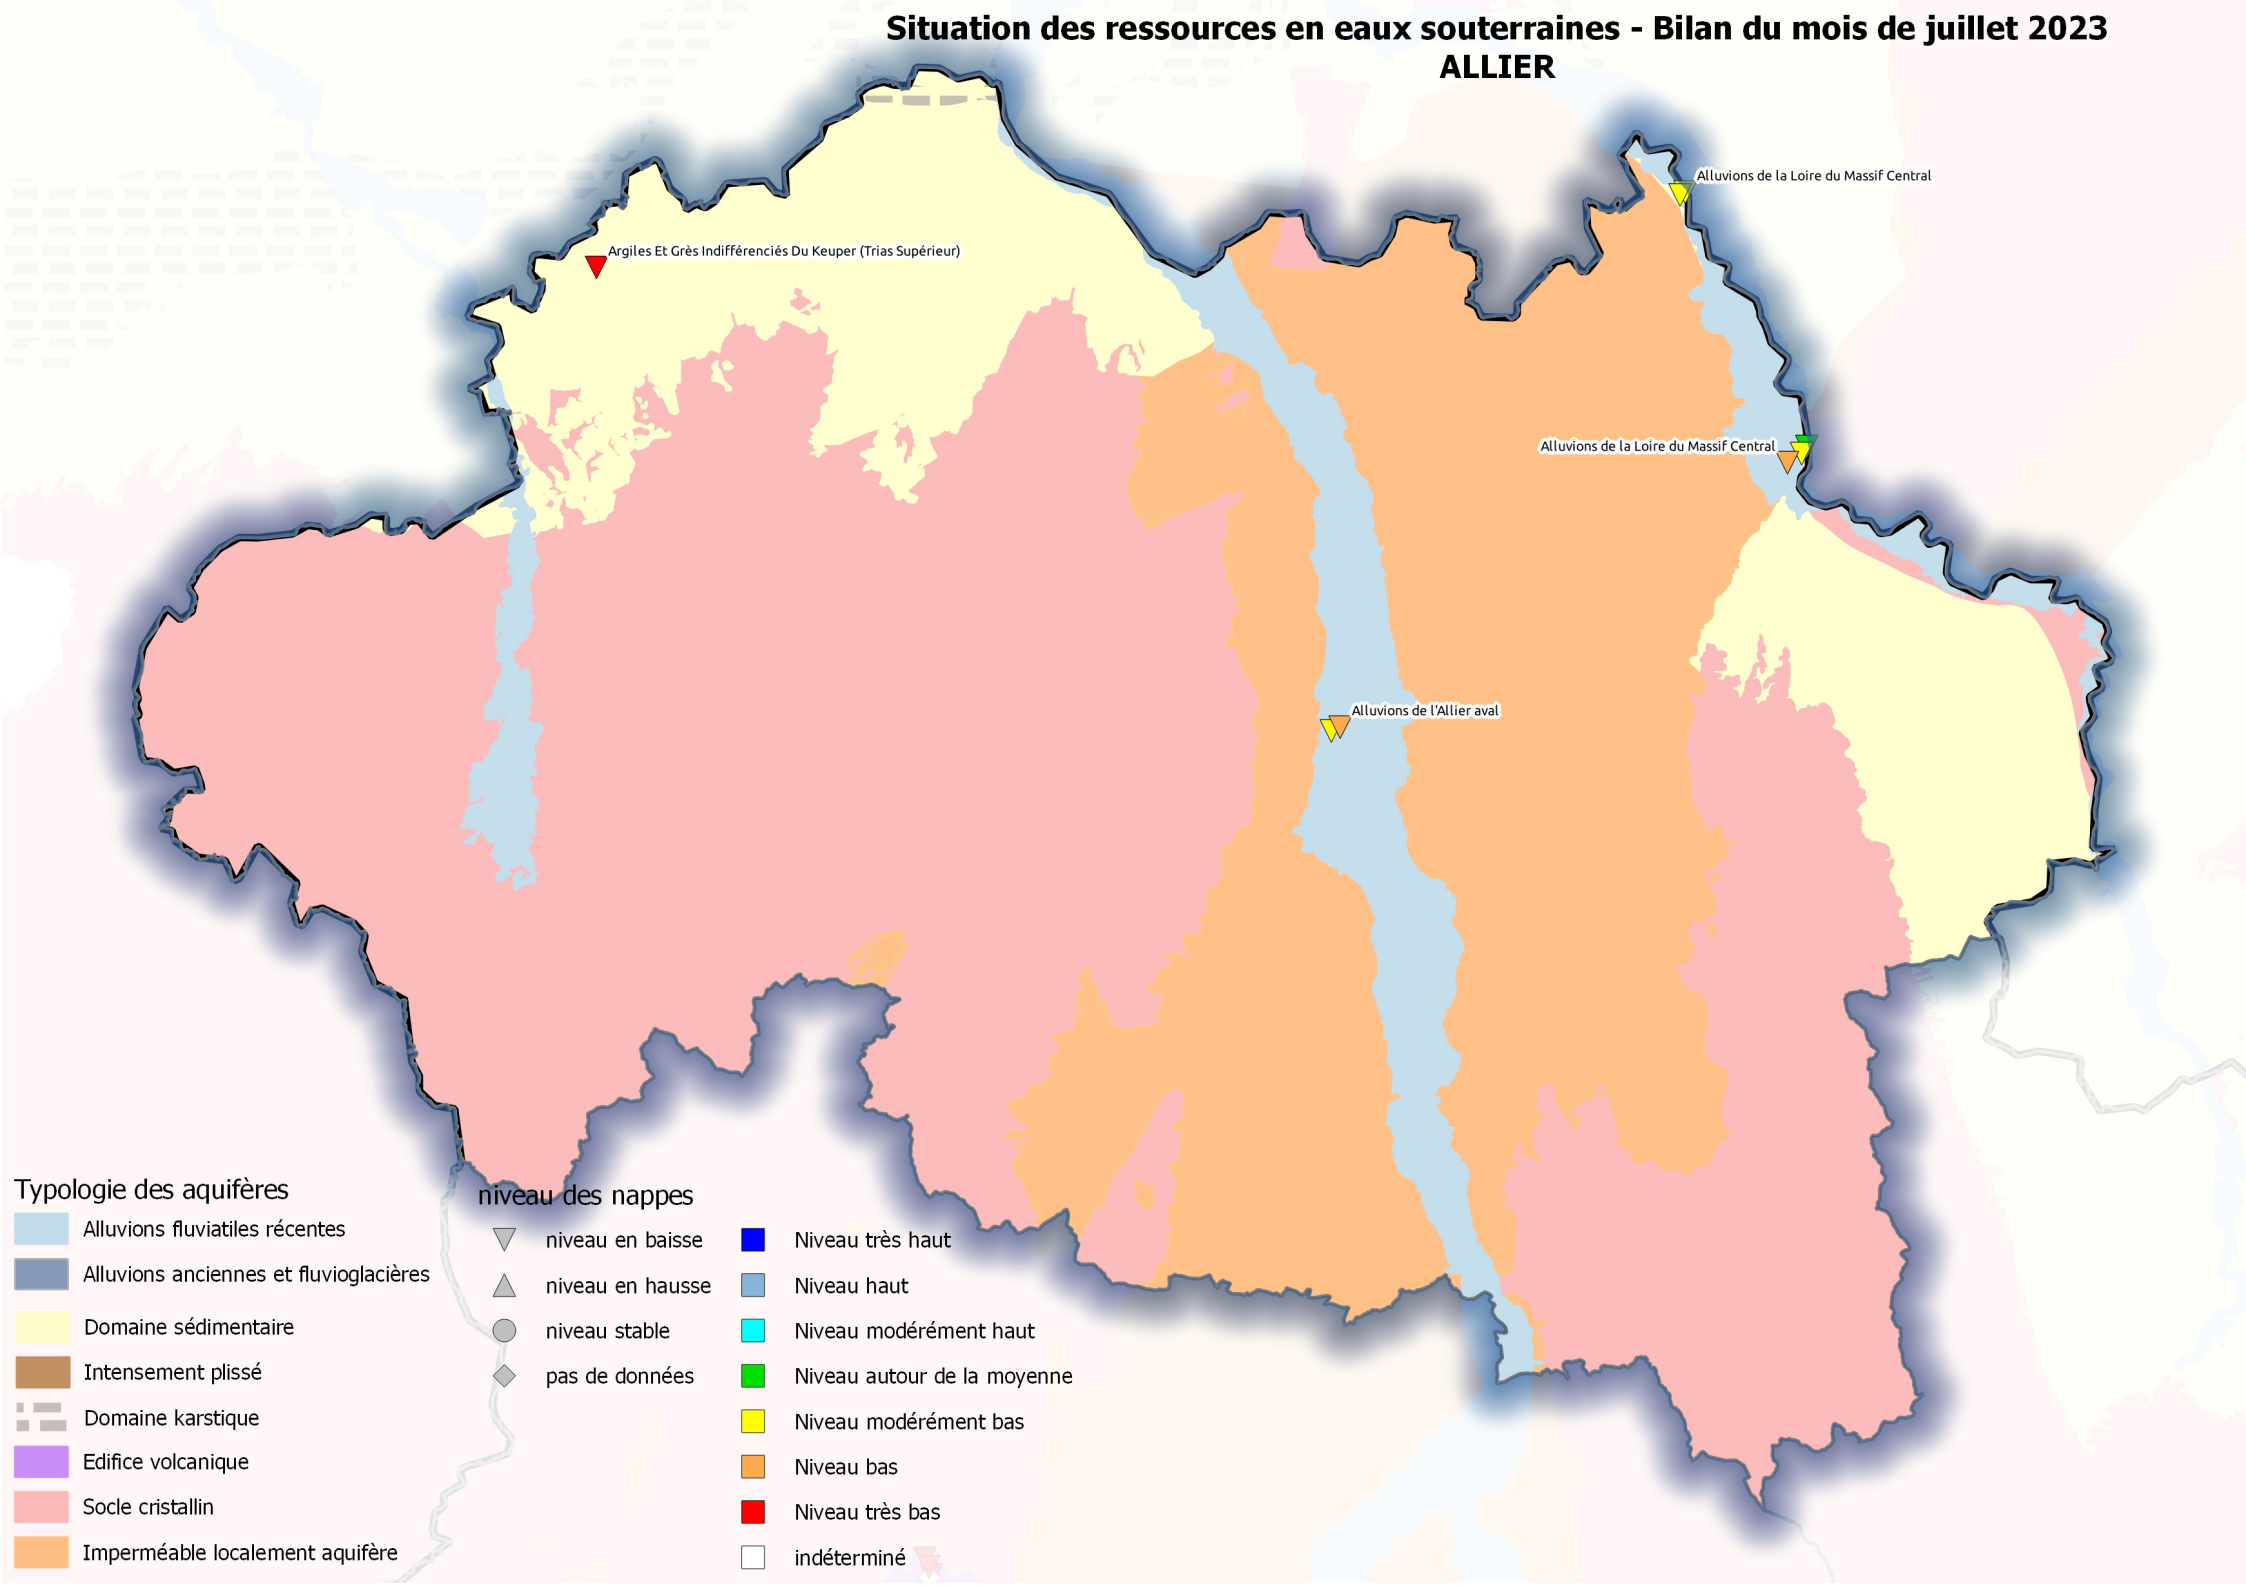 Situation des ressources en eaux souterraines - Bilan du mois de juillet 2023
ALLIER
Alluvions de la Loire du Massif Central
Argiles Et Grès Indifférenciés Du Keuper (Trias Supérieur)
Alluvions de la Loire du Massif Central
Alluvions de l'Allier aval
Typologie des aquifères
Alluvions fluviatiles récentes
Alluvions anciennes et fluvioglacières
Domaine sédimentaire
Intensement plissé
Domaine karstique
Edifice volcanique
Socle cristallin
Imperméable localement aquifère
niveau des nappes
niveau en baisse
niveau en hausse
niveau stable
pas de données
Niveau très haut
Niveau haut
Niveau modérément haut
Niveau autour de la moyenne
Niveau modérément bas
Niveau bas
Niveau très bas
indéterminé